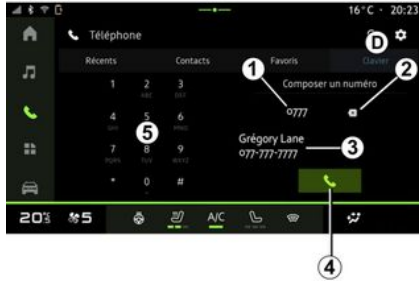 16°C · 20:23
Téléphone
D
Récents Contacts Favoris Clavier
1 2 3
ABC DEF
Composer un numéro
1 2
0777
4 5 6
GHI MNO
5
Grégory Lane
077-777-7777
3
7 8 9
PQRS TUV WXYZ
* 0 #
20°5 5 A/C
4